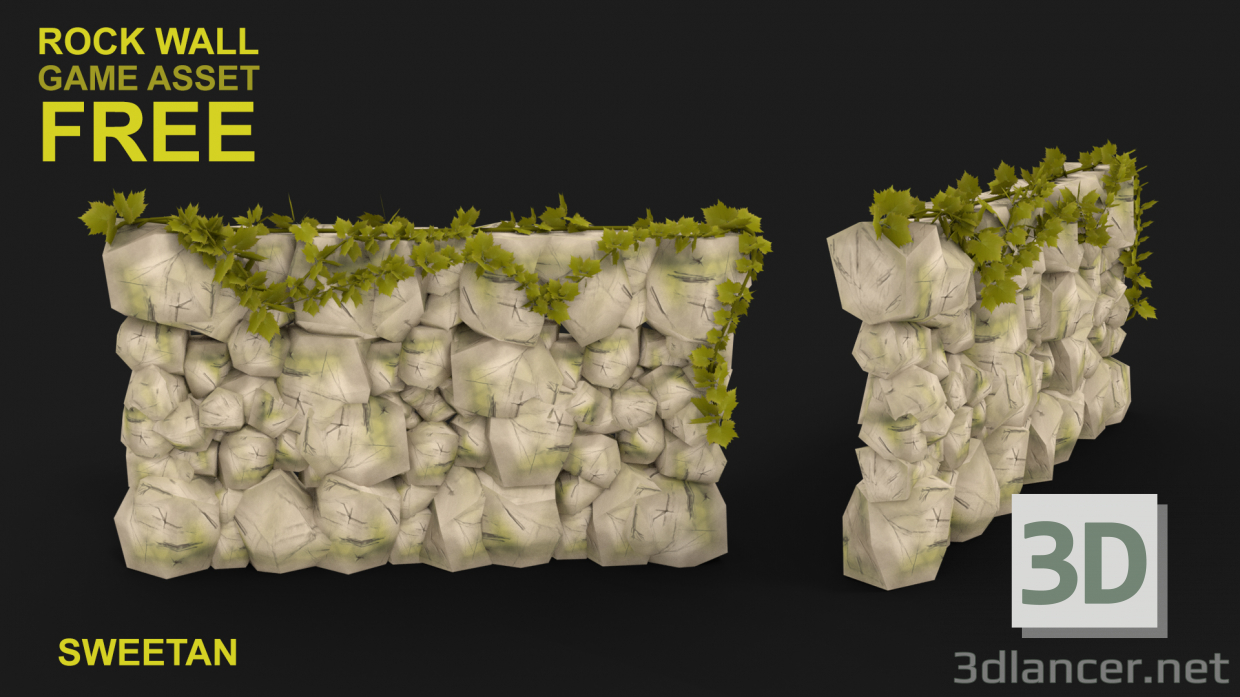 ROCK WALL
GAME ASSET
FREE
SWEETAN
3D
3dlancer.net